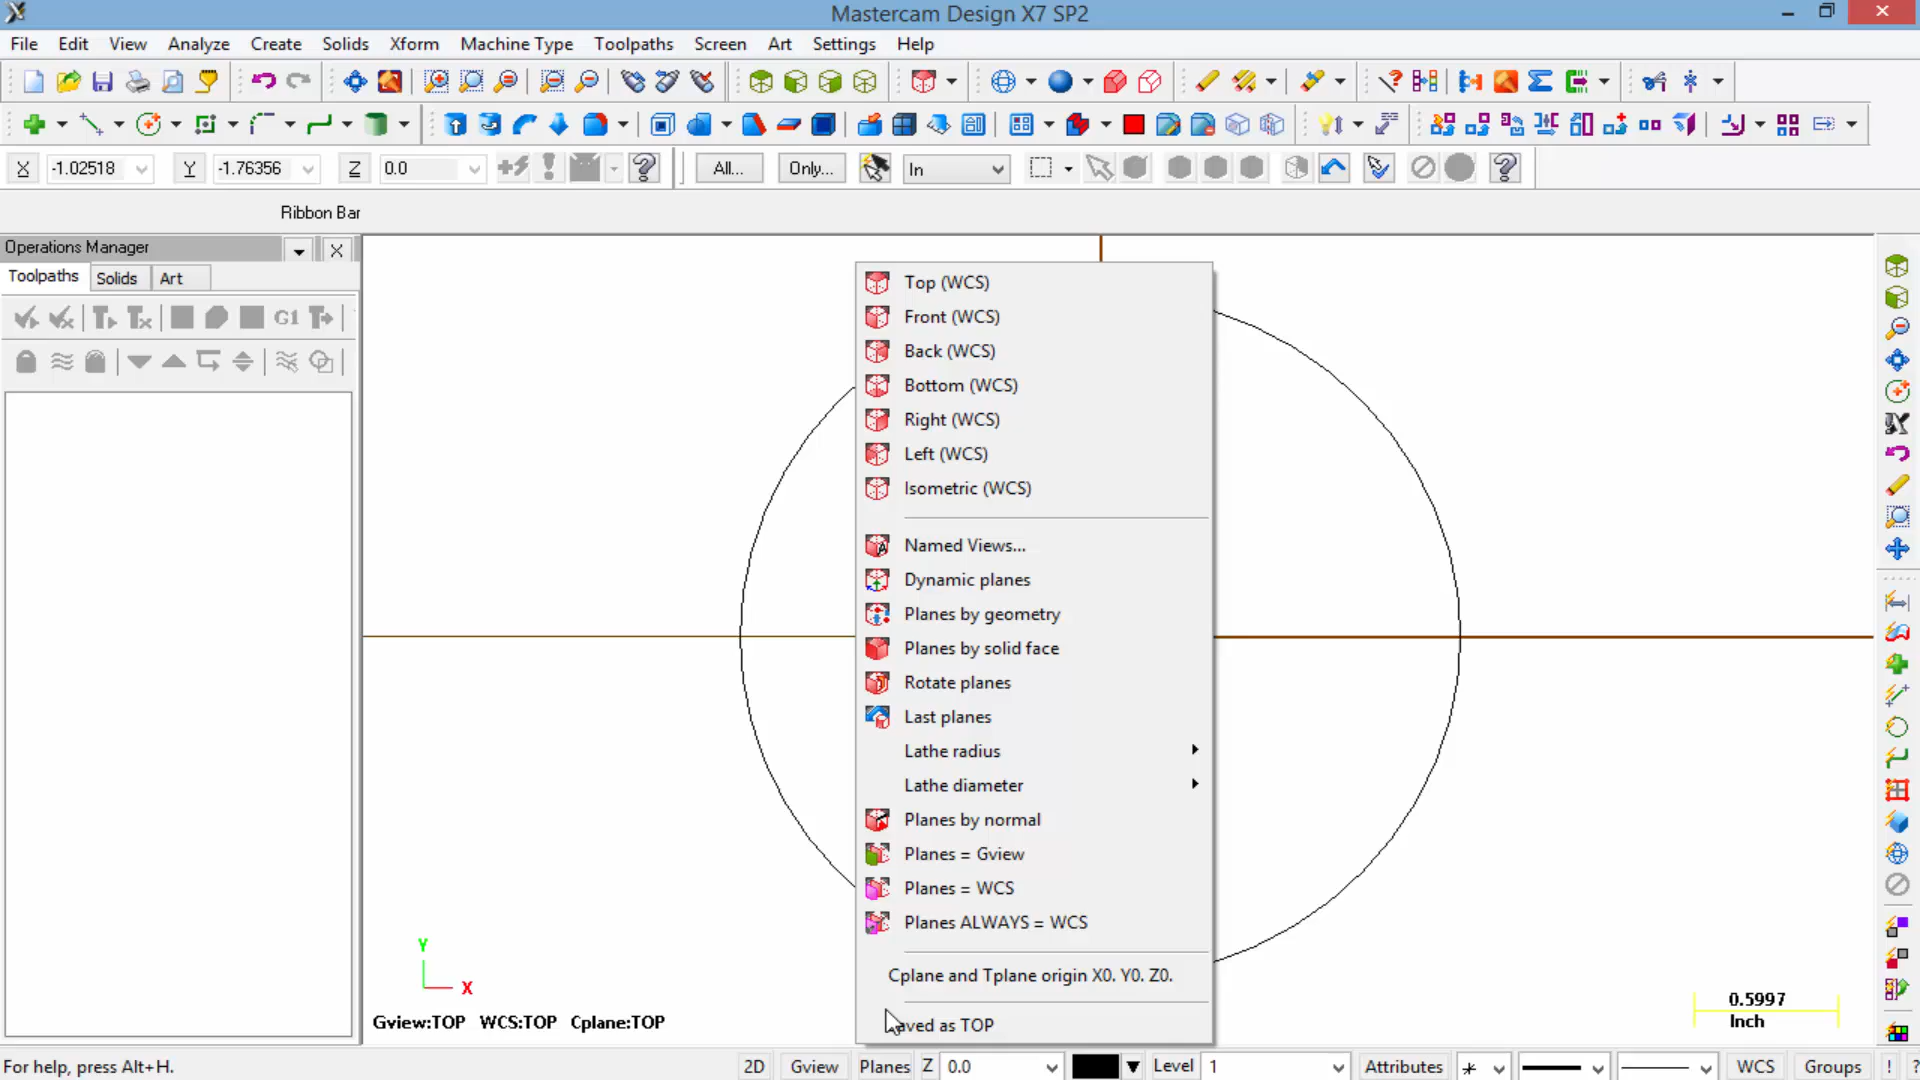 Mastercam Design X7 SP2
File Edit View Analyze Create Solids Xform Machine Type Toolpaths Screen Art Settings Help
X -1.02518 Y -1.76356 Z 0.0 All... Only... In
Ribbon Bar
Operations Manager
Toolpaths Solids Art
G1
Top (WCS)
Front (WCS)
Back (WCS)
Bottom (WCS)
Right (WCS)
Left (WCS)
Isometric (WCS)
Named Views...
Dynamic planes
Planes by geometry
Planes by solid face
Rotate planes
Last planes
Lathe radius
Lathe diameter
Planes by normal
Planes = Gview
Planes = WCS
Planes ALWAYS = WCS
Cplane and Tplane origin X0. Y0. Z0.
aved as TOP
Y
X
Gview:TOP WCS:TOP Cplane:TOP
0.5997
Inch
For help, press Alt+H.
2D Gview Planes Z 0.0 Level 1 Attributes WCS Groups ! ?